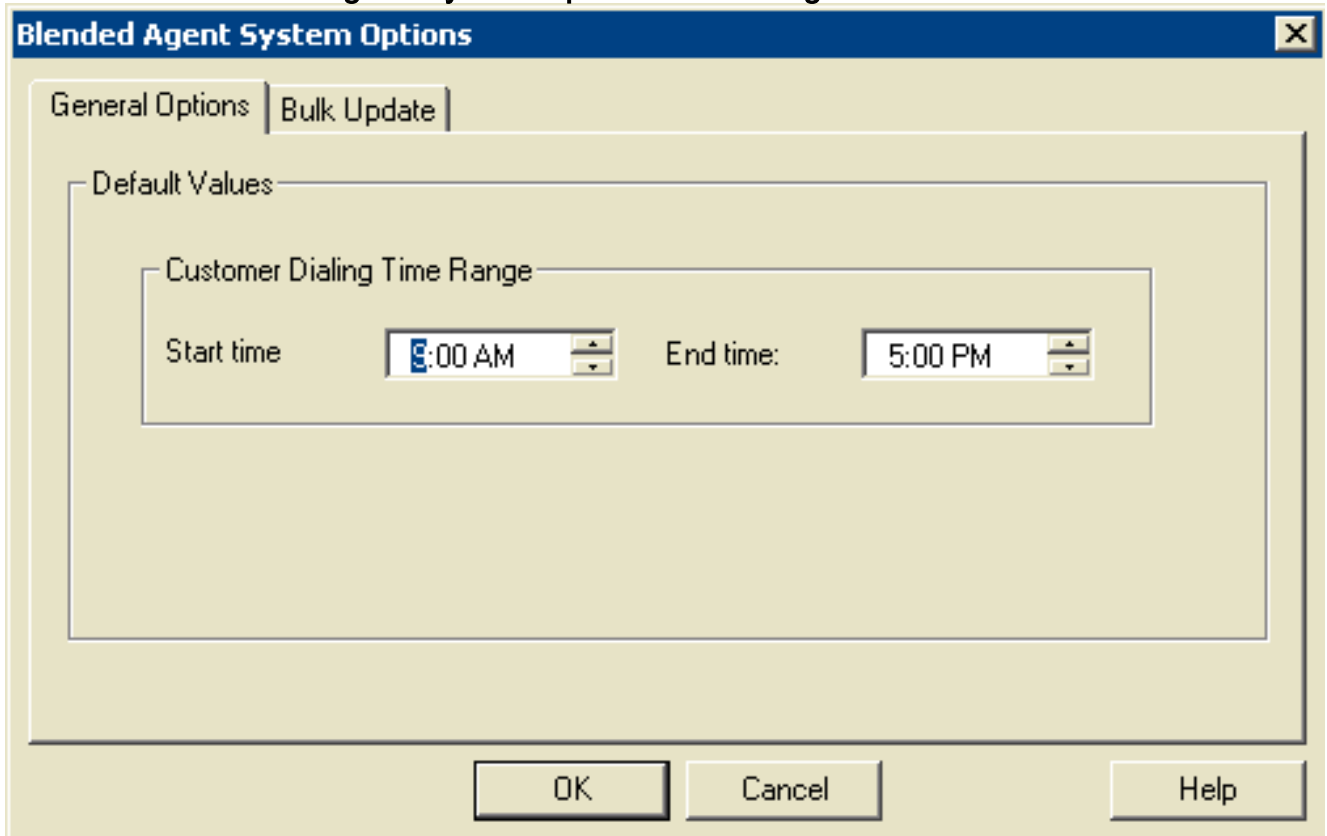 Blended Agent System Options
General Options
Bulk Update
Default Values
Customer Dialing Time Range
Start time
9:00 AM
End time:
5:00 PM
OK
Cancel
Help